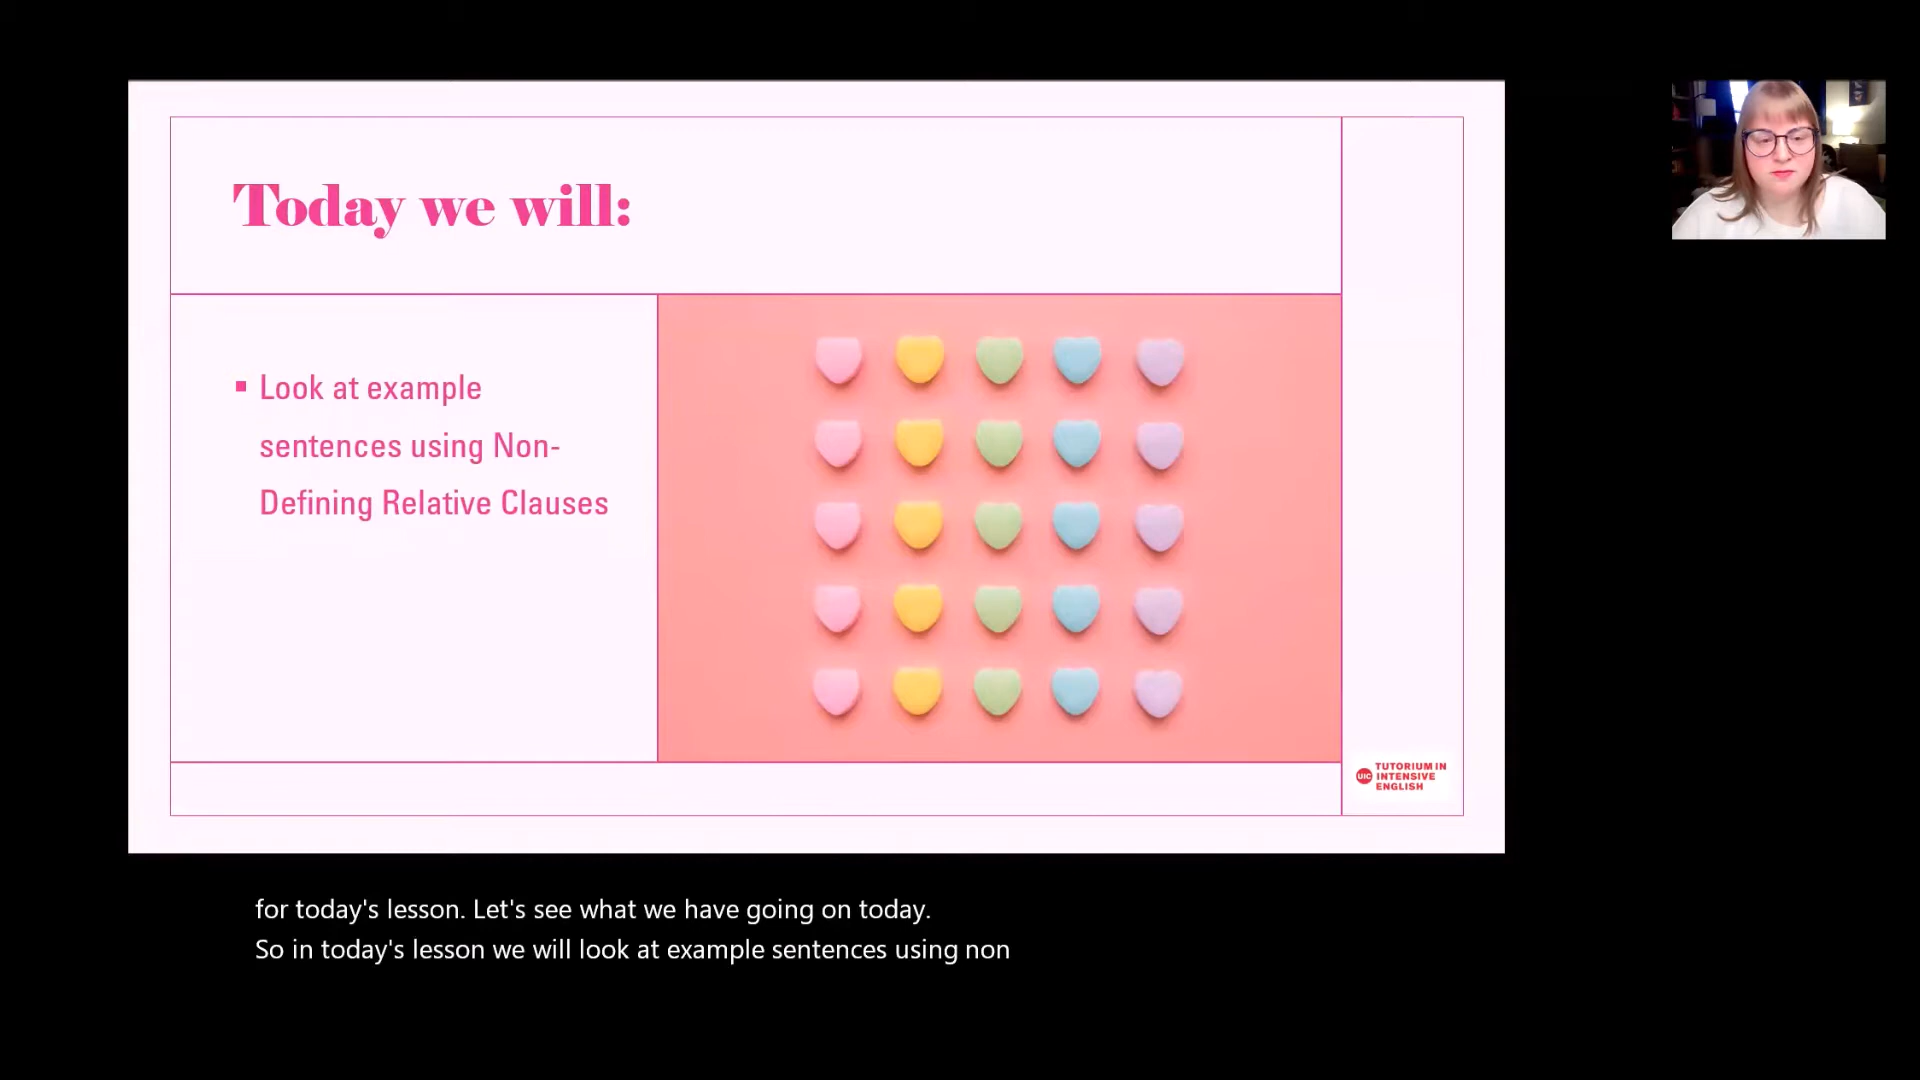 Today we will:
Look at example
sentences using Non-
Defining Relative Clauses
UIC
TUTORIUM IN
INTENSIVE
ENGLISH
for today's lesson. Let's see what we have going on today.
So in today's lesson we will look at example sentences using non